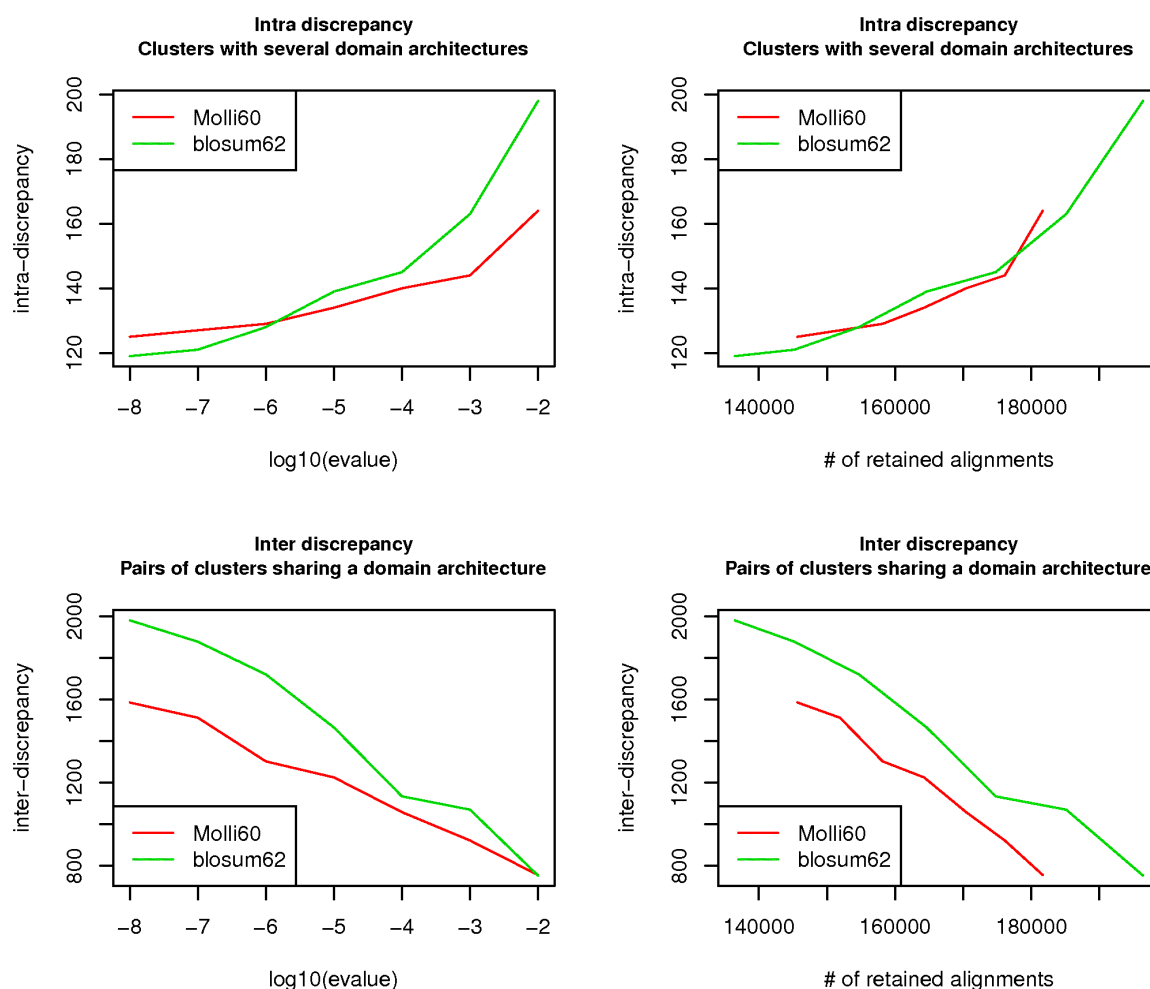 Intra discrepancy
Clusters with several domain architectures
200
180
160
140
120
intra−discrepancy
Molli60
blosum62
−8 −7 −6 −5 −4 −3 −2
log10(evalue)
Intra discrepancy
Clusters with several domain architectures
200
180
160
140
120
intra−discrepancy
Molli60
blosum62
140000 160000 180000
# of retained alignments
Inter discrepancy
Pairs of clusters sharing a domain architecture
2000
1600
1200
800
inter−discrepancy
Molli60
blosum62
−8 −7 −6 −5 −4 −3 −2
log10(evalue)
Inter discrepancy
Pairs of clusters sharing a domain architecture
2000
1600
1200
800
inter−discrepancy
Molli60
blosum62
140000 160000 180000
# of retained alignments